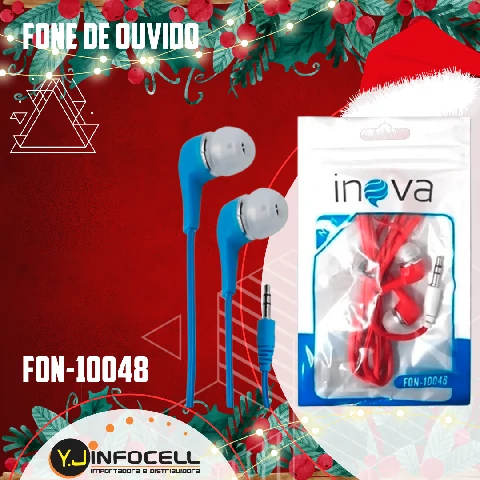 FONE DE OUVIDO
inova
FON-10048
FON-10048
Y.J INFOCELL
importadora e distribuidora